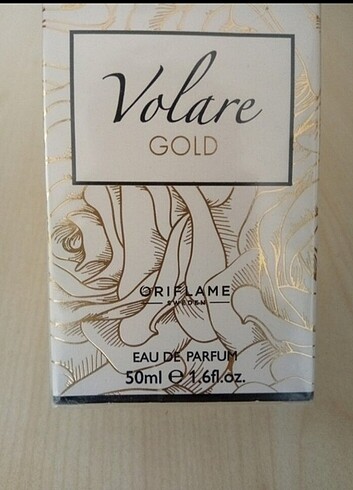 Volare
GOLD
ORIFLAME
SWEDEN
EAU DE PARFUM
50ml ℮ 1.6fl.oz.